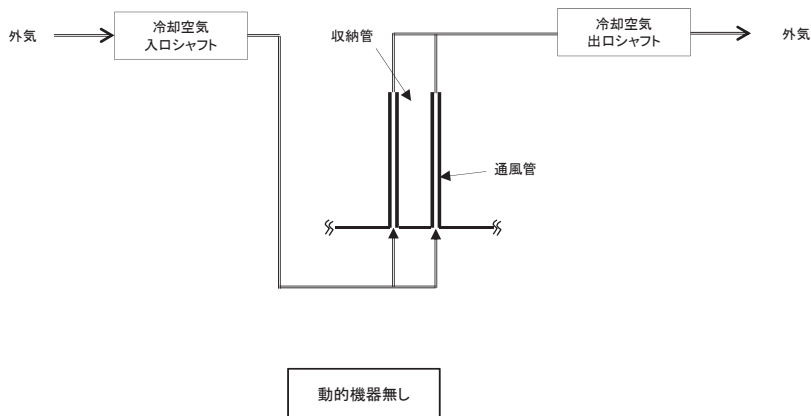 外気
冷却空気
入口シャフト
収納管
冷却空気
出口シャフト
外気
通風管
動的機器無し